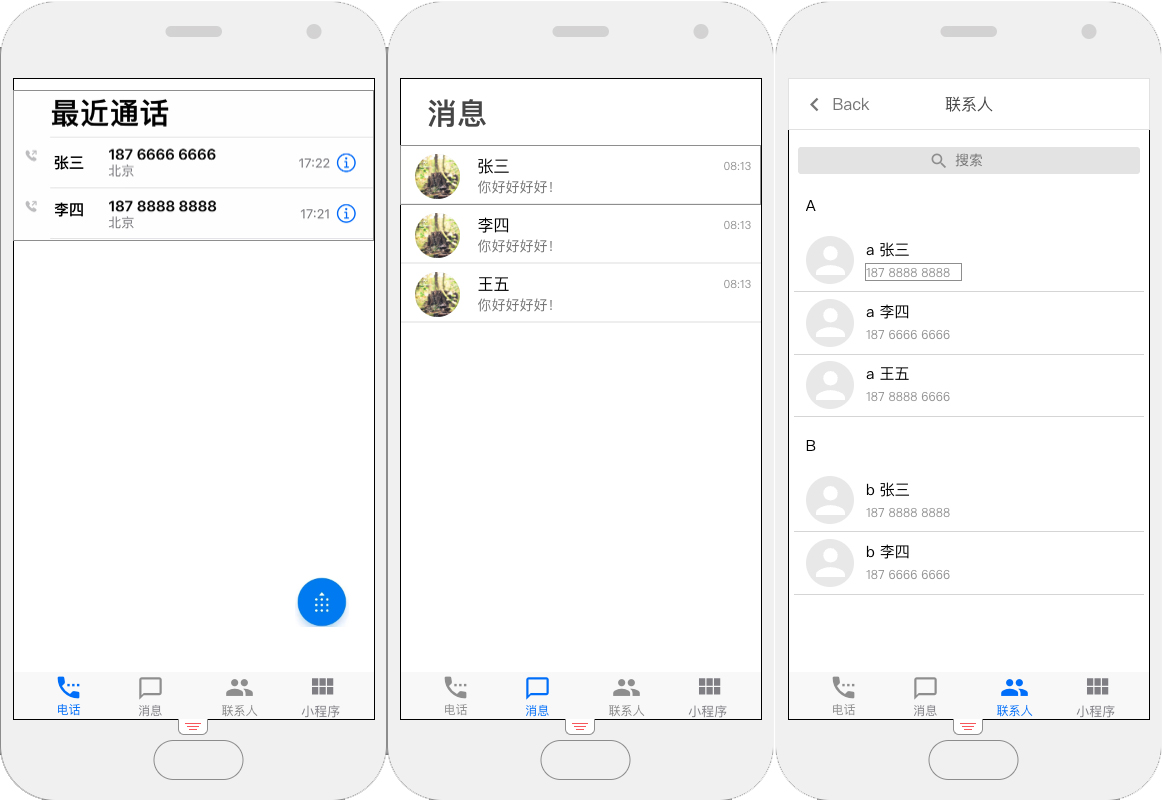 最近通话
张三 187 6666 6666 17:22
北京
李四 187 8888 8888 17:21
北京
电话 消息 联系人 小程序
消息
张三 08:13
你好好好好！
李四 08:13
你好好好好！
王五 08:13
你好好好好！
电话 消息 联系人 小程序
Back 联系人
搜索
A
a 张三
187 8888 8888
a 李四
187 6666 6666
a 王五
187 8888 6666
B
b 张三
187 8888 8888
b 李四
187 6666 6666
电话 消息 联系人 小程序